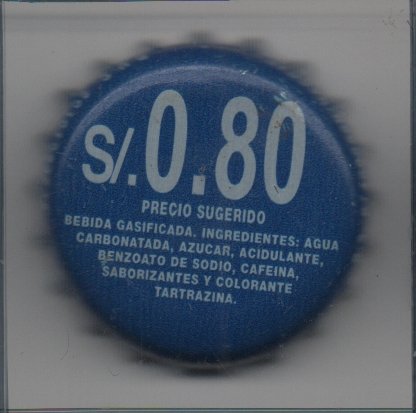 S/.0.80
PRECIO SUGERIDO
BEBIDA GASIFICADA. INGREDIENTES: AGUA
CARBONATADA, AZUCAR, ACIDULANTE,
BENZOATO DE SODIO, CAFEINA,
SABORIZANTES Y COLORANTE
TARTRAZINA.